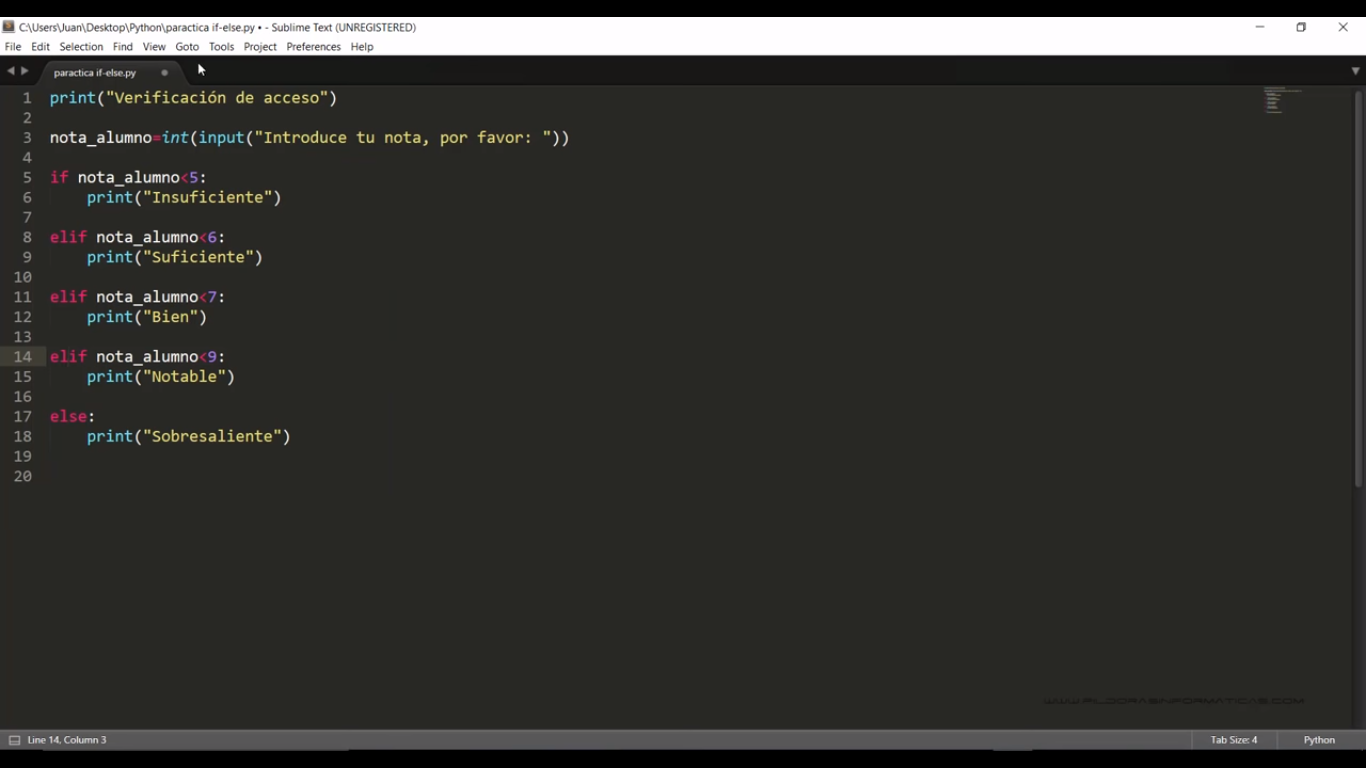 C:\Users\Juan\Desktop\Python\paractica if-else.py • - Sublime Text (UNREGISTERED)
File Edit Selection Find View Goto Tools Project Preferences Help
paractica if-else.py
1 print("Verificación de acceso")
2
3 nota_alumno=int(input("Introduce tu nota, por favor: "))
4
5 if nota_alumno<5:
6 print("Insuficiente")
7
8 elif nota_alumno<6:
9 print("Suficiente")
10
11 elif nota_alumno<7:
12 print("Bien")
13
14 elif nota_alumno<9:
15 print("Notable")
16
17 else:
18 print("Sobresaliente")
19
20
WWW.PILDORASINFORMATICAS.COM
Line 14, Column 3 Tab Size: 4 Python